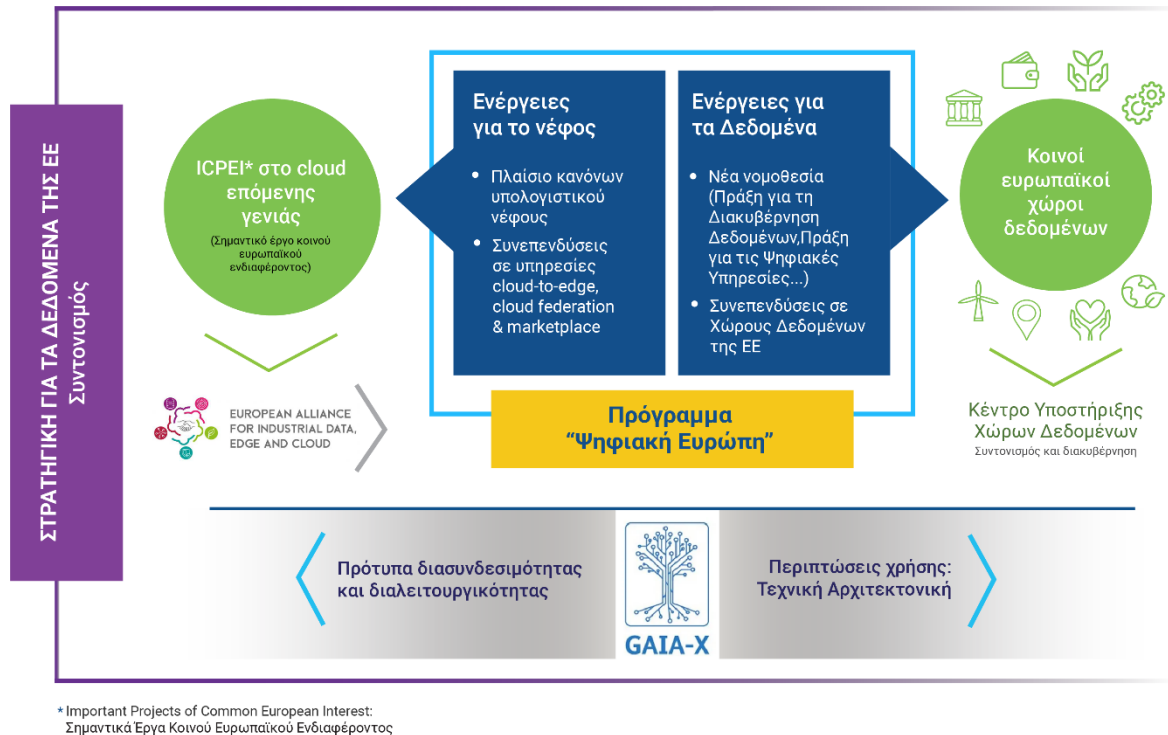 ΣΤΡΑΤΗΓΙΚΗ ΓΙΑ ΤΑ ΔΕΔΟΜΕΝΑ ΤΗΣ ΕΕ
Συντονισμός
ICPEI* στο cloud
επόμενης
γενιάς
(Σημαντικό έργο κοινού
ευρωπαϊκού
ενδιαφέροντος)
EUROPEAN ALLIANCE
FOR INDUSTRIAL DATA,
EDGE AND CLOUD
Ενέργειες
για το νέφος
• Πλαίσιο κανόνων
υπολογιστικού
νέφους
• Συνεπενδύσεις
σε υπηρεσίες
cloud-to-edge,
cloud federation
& marketplace
Ενέργειες για
τα Δεδομένα
• Νέα νομοθεσία
(Πράξη για τη
Διακυβέρνηση
Δεδομένων,Πράξη
για τις Ψηφιακές
Υπηρεσίες...)
• Συνεπενδύσεις σε
Χώρους Δεδομένων
της ΕΕ
Πρόγραμμα
“Ψηφιακή Ευρώπη”
Κοινοί
ευρωπαϊκοί
χώροι
δεδομένων
Κέντρο Υποστήριξης
Χώρων Δεδομένων
Συντονισμός και διακυβέρνηση
Πρότυπα διασυνδεσιμότητας
και διαλειτουργικότητας
GAIA-X
Περιπτώσεις χρήσης:
Τεχνική Αρχιτεκτονική
* Important Projects of Common European Interest:
Σημαντικά Έργα Κοινού Ευρωπαϊκού Ενδιαφέροντος